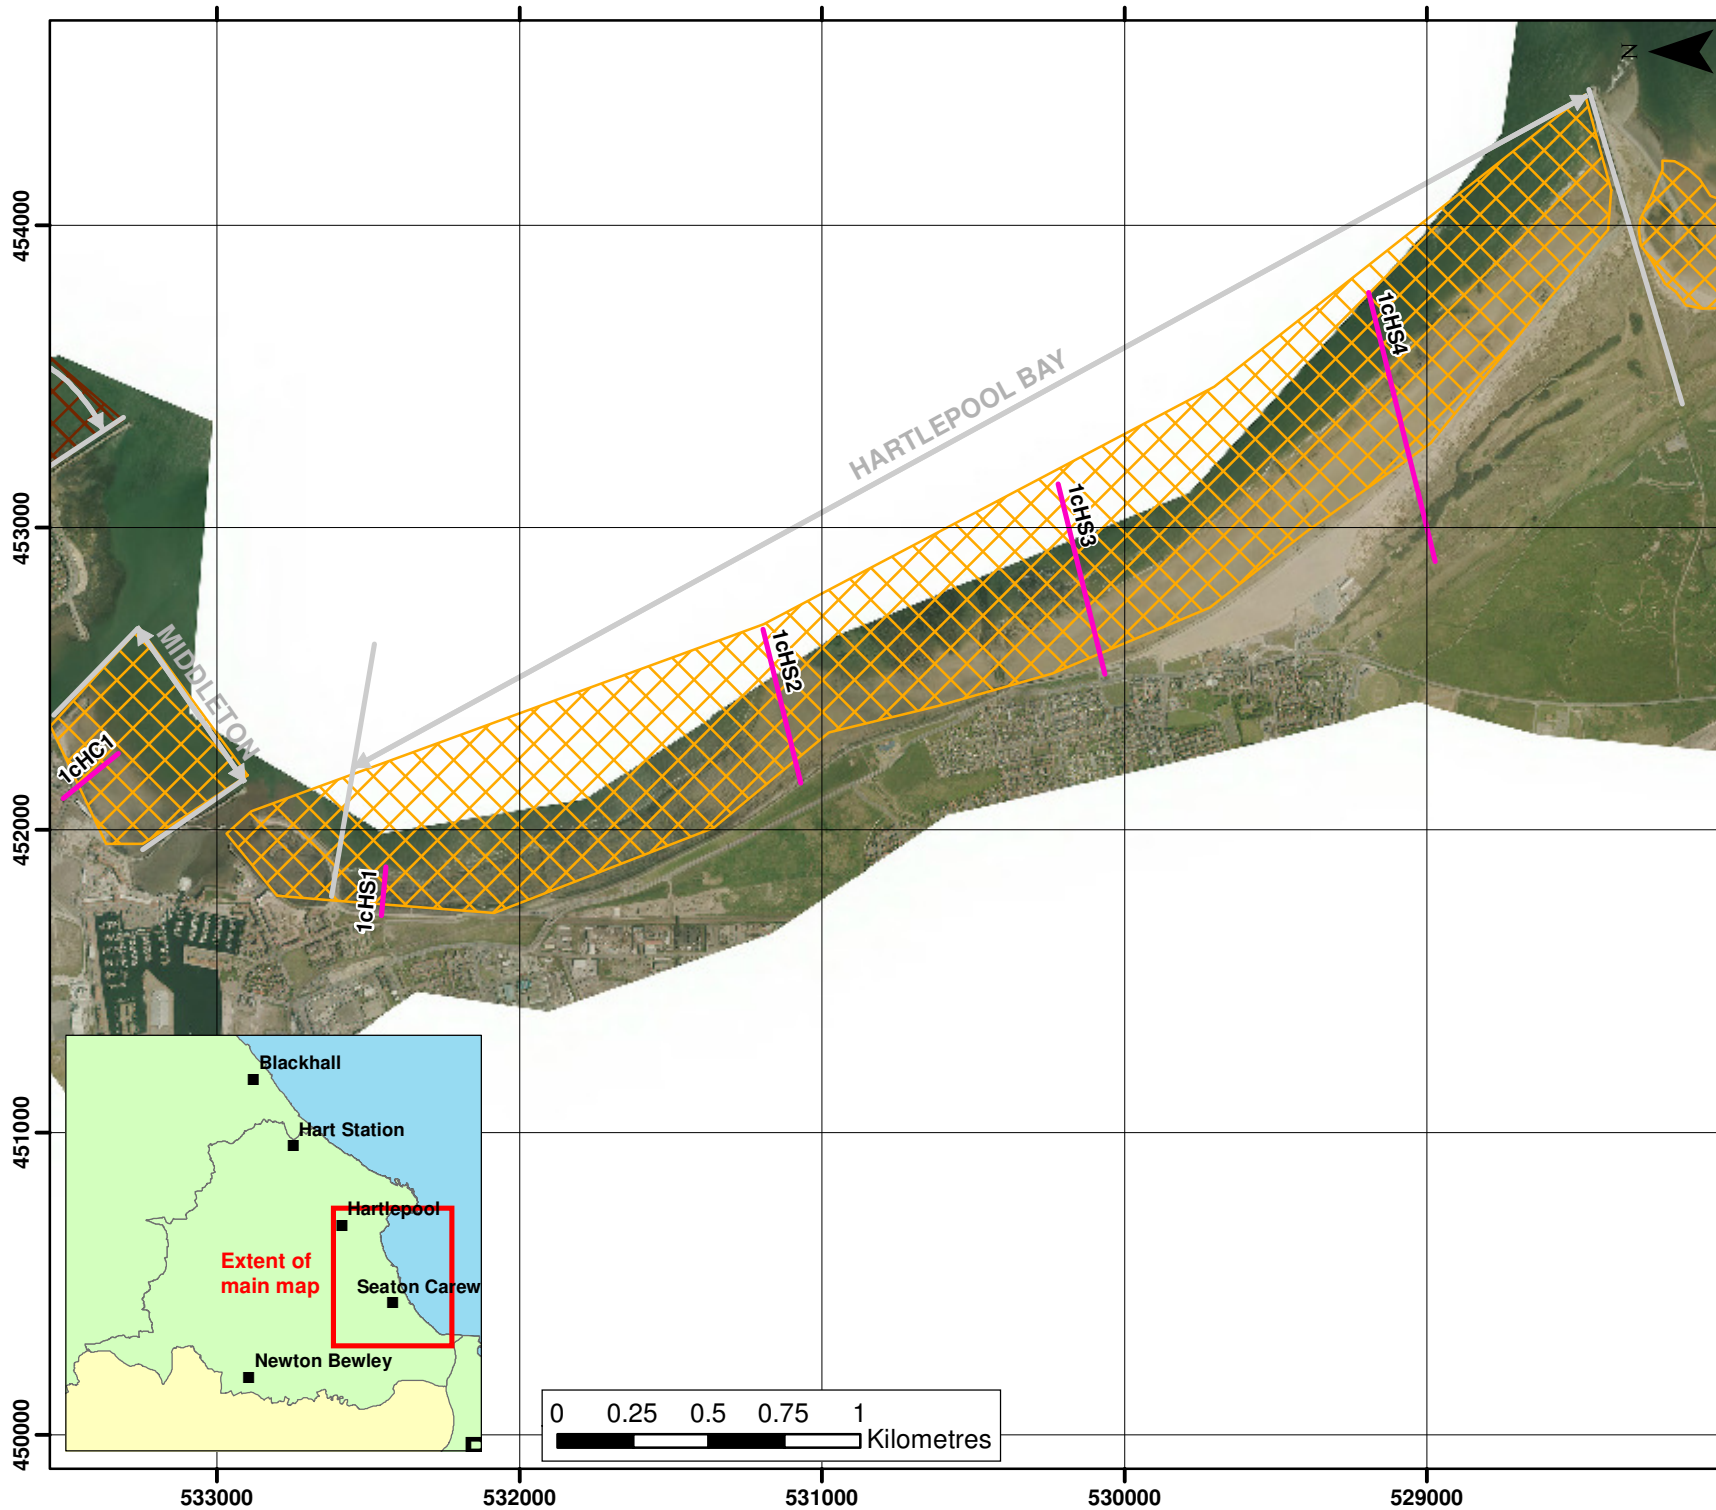 N
454000
453000
452000
451000
450000
HARTLEPOOL BAY
MIDDLETON
1cHC1
1cHS1
1cHS2
1cHS3
1cHS4
Blackhall
Hart Station
Hartlepool
Extent of
main map
Seaton Carew
Newton Bewley
0 0.25 0.5 0.75 1
Kilometres
533000 532000 531000 530000 529000